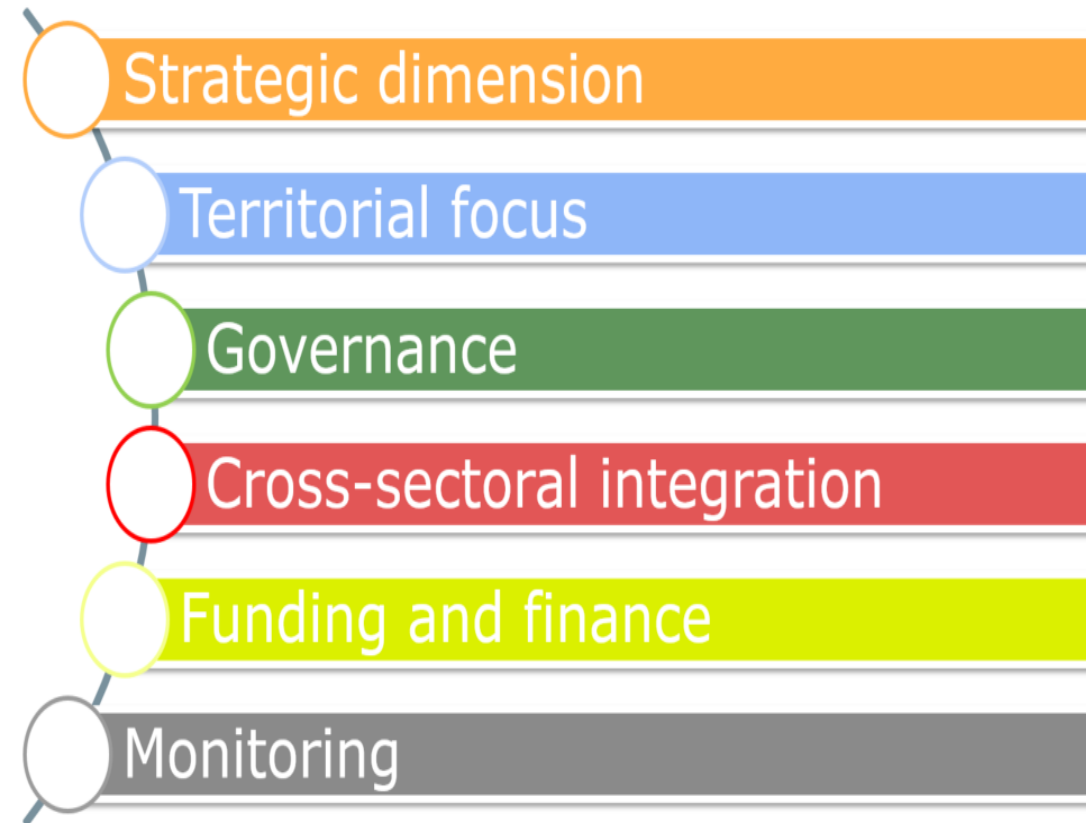 Strategic dimension
Territorial focus
Governance
Cross-sectoral integration
Funding and finance
Monitoring